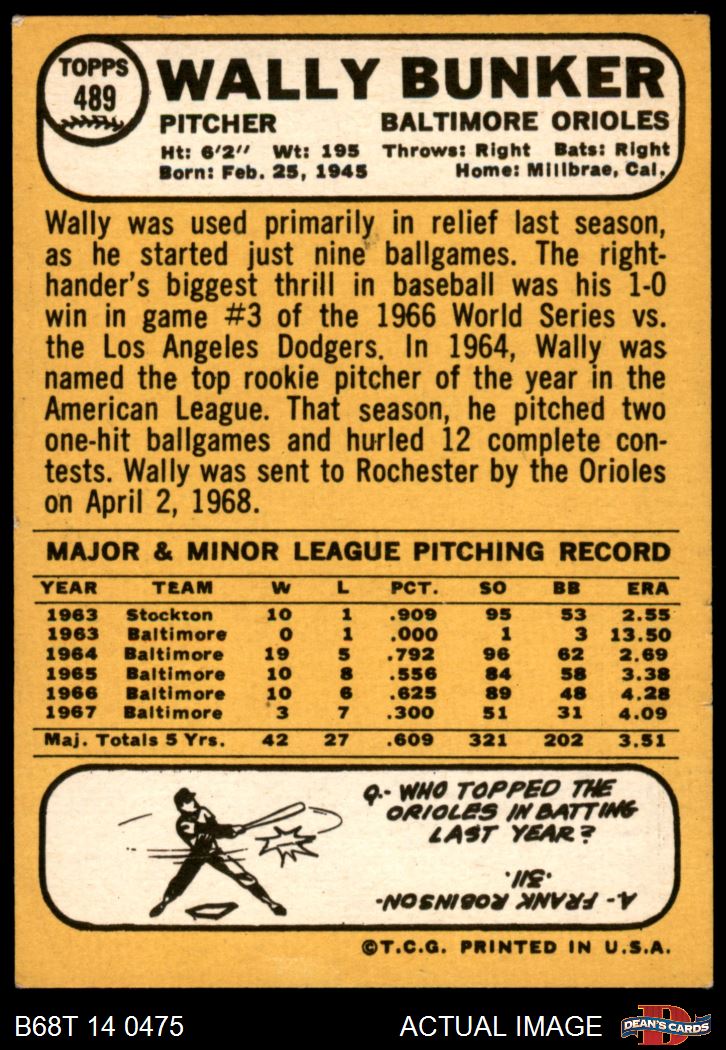 TOPPS
489
WALLY BUNKER
PITCHER BALTIMORE ORIOLES
Ht: 6'2" Wt: 195 Throws: Right Bats: Right
Born: Feb. 25, 1945 Home: Millbrae, Cal.
Wally was used primarily in relief last season,
as he started just nine ballgames. The right-
hander's biggest thrill in baseball was his 1-0
win in game #3 of the 1966 World Series vs.
the Los Angeles Dodgers. In 1964, Wally was
named the top rookie pitcher of the year in the
American League. That season, he pitched two
one-hit ballgames and hurled 12 complete con-
tests. Wally was sent to Rochester by the Orioles
on April 2, 1968.
MAJOR & MINOR LEAGUE PITCHING RECORD
YEAR TEAM W L PCT. SO BB ERA
1963 Stockton 10 1 .909 95 53 2.55
1963 Baltimore 0 1 .000 1 3 13.50
1964 Baltimore 19 5 .792 96 62 2.69
1965 Baltimore 10 8 .556 84 58 3.38
1966 Baltimore 10 6 .625 89 48 4.28
1967 Baltimore 3 7 .300 51 31 4.09
Maj. Totals 5 Yrs. 42 27 .609 321 202 3.51
Q.- WHO TOPPED THE
ORIOLES IN BATTING
LAST YEAR?
A.- FRANK ROBINSON-
.311.
©T.C.G. PRINTED IN U.S.A.
B68T 14 0475 ACTUAL IMAGE
D
DEAN'S CARDS